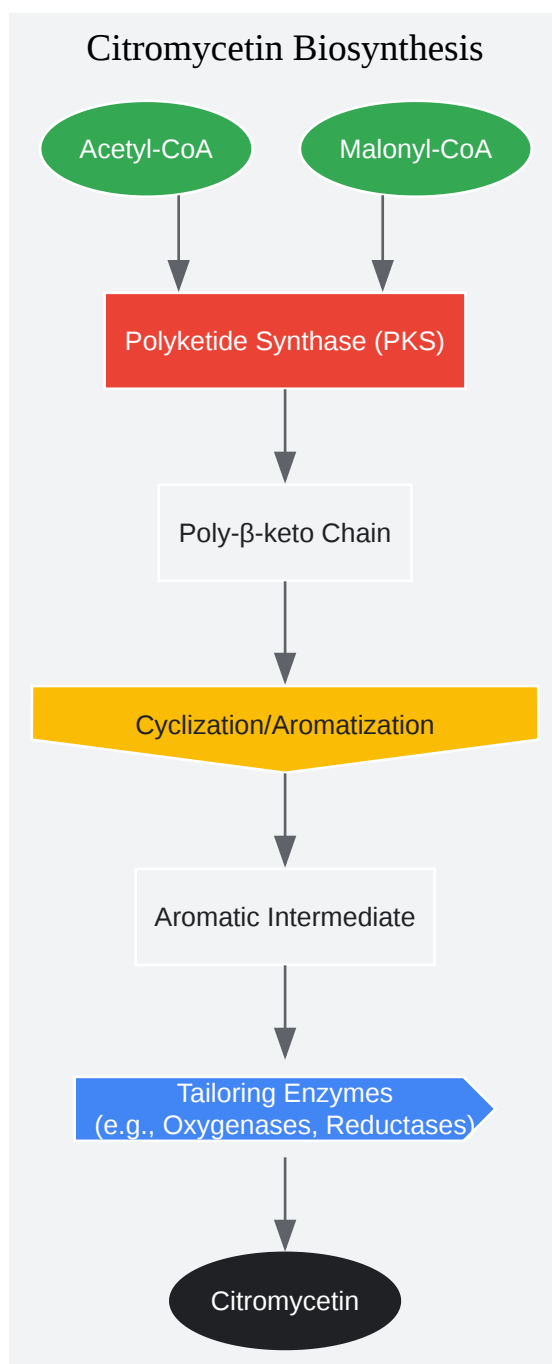 Citromycetin Biosynthesis
Acetyl-CoA
Malonyl-CoA
Polyketide Synthase (PKS)
Poly-β-keto Chain
Cyclization/Aromatization
Aromatic Intermediate
Tailoring Enzymes
(e.g., Oxygenases, Reductases)
Citromycetin